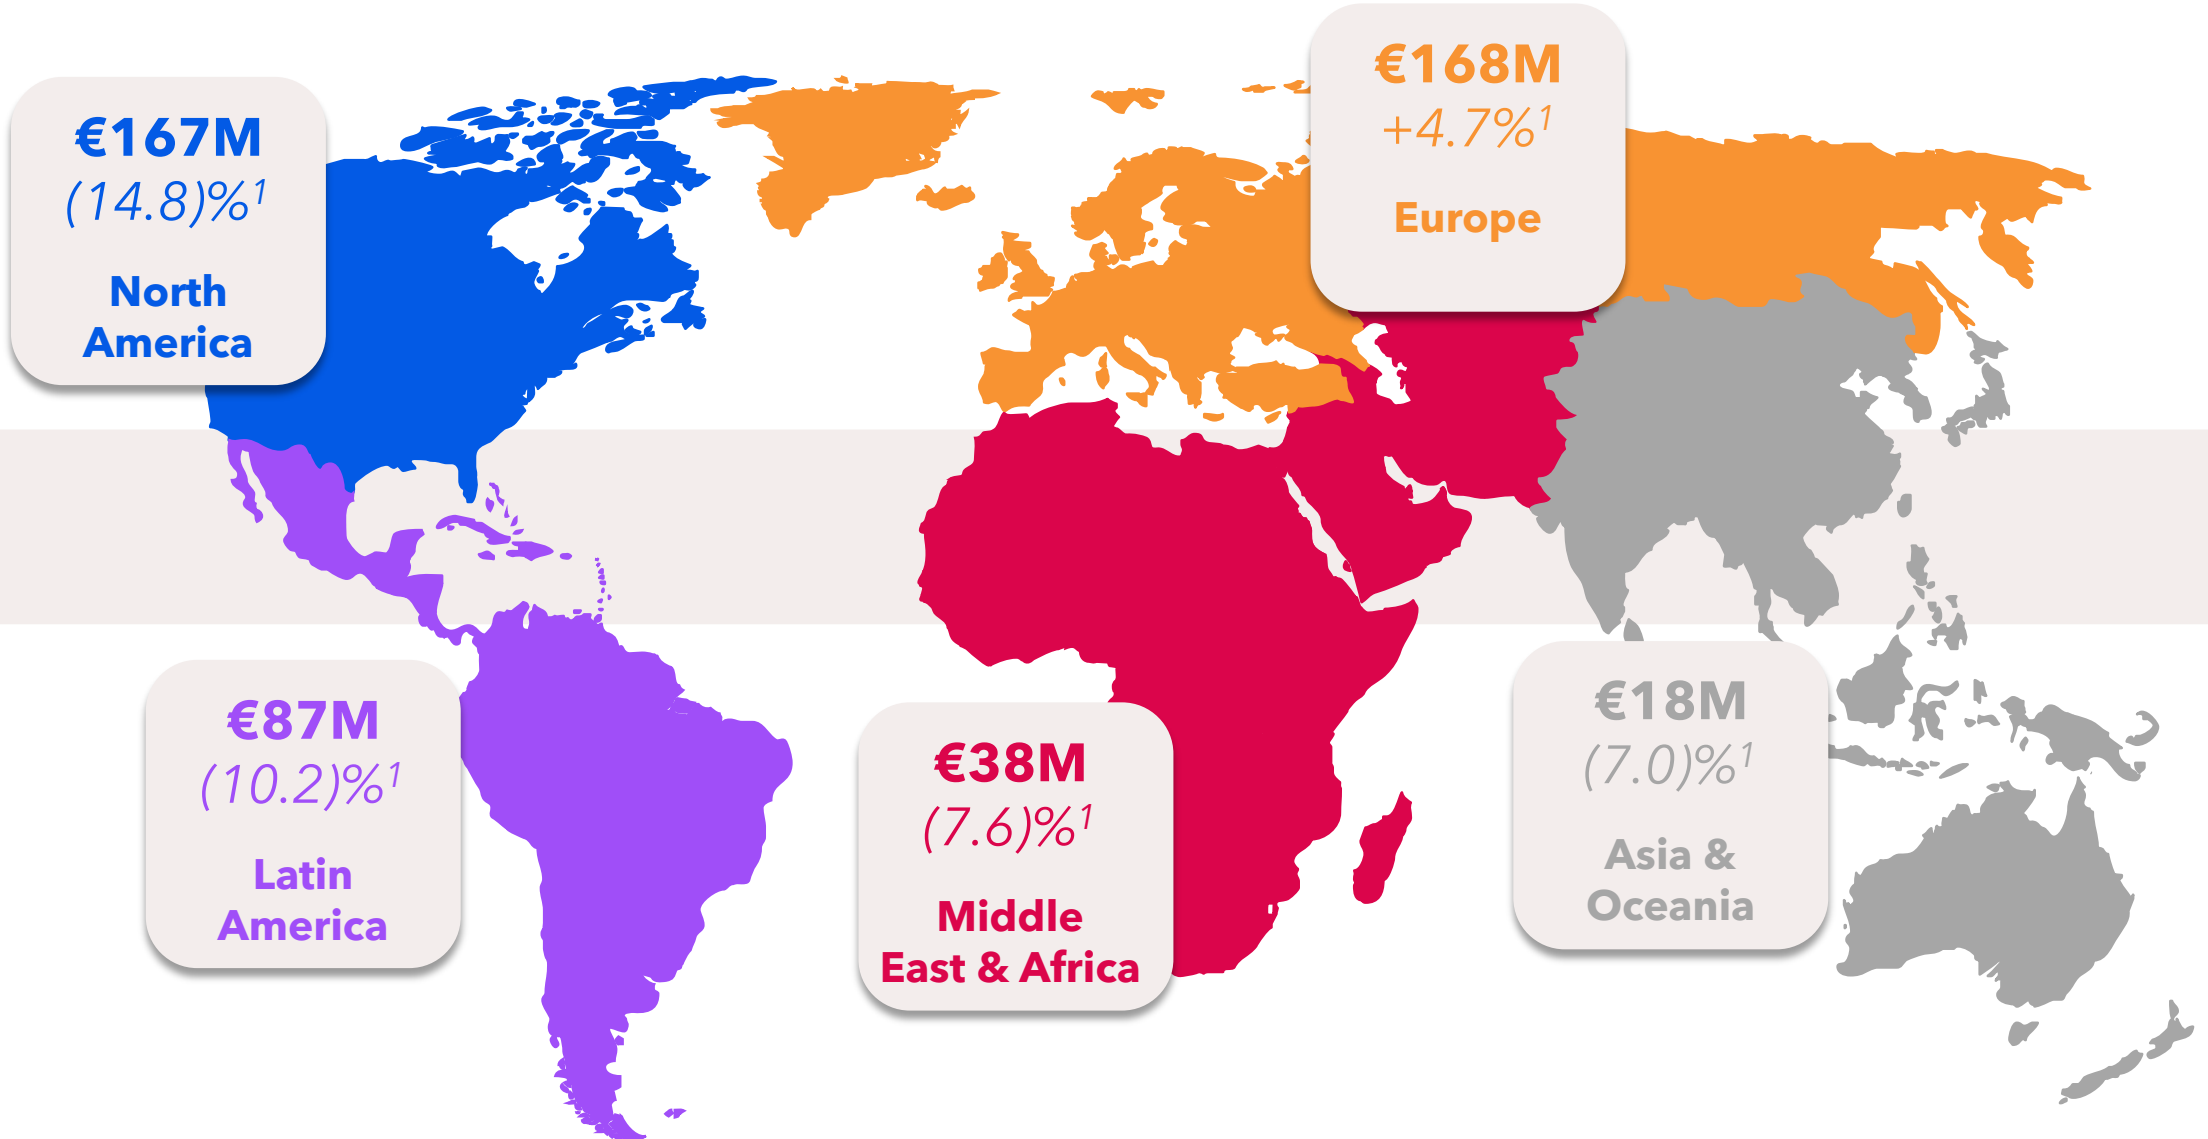 €167M
(14.8)%¹
North
America
€168M
+4.7%¹
Europe
€87M
(10.2)%¹
Latin
America
€38M
(7.6)%¹
Middle
East & Africa
€18M
(7.0)%¹
Asia &
Oceania